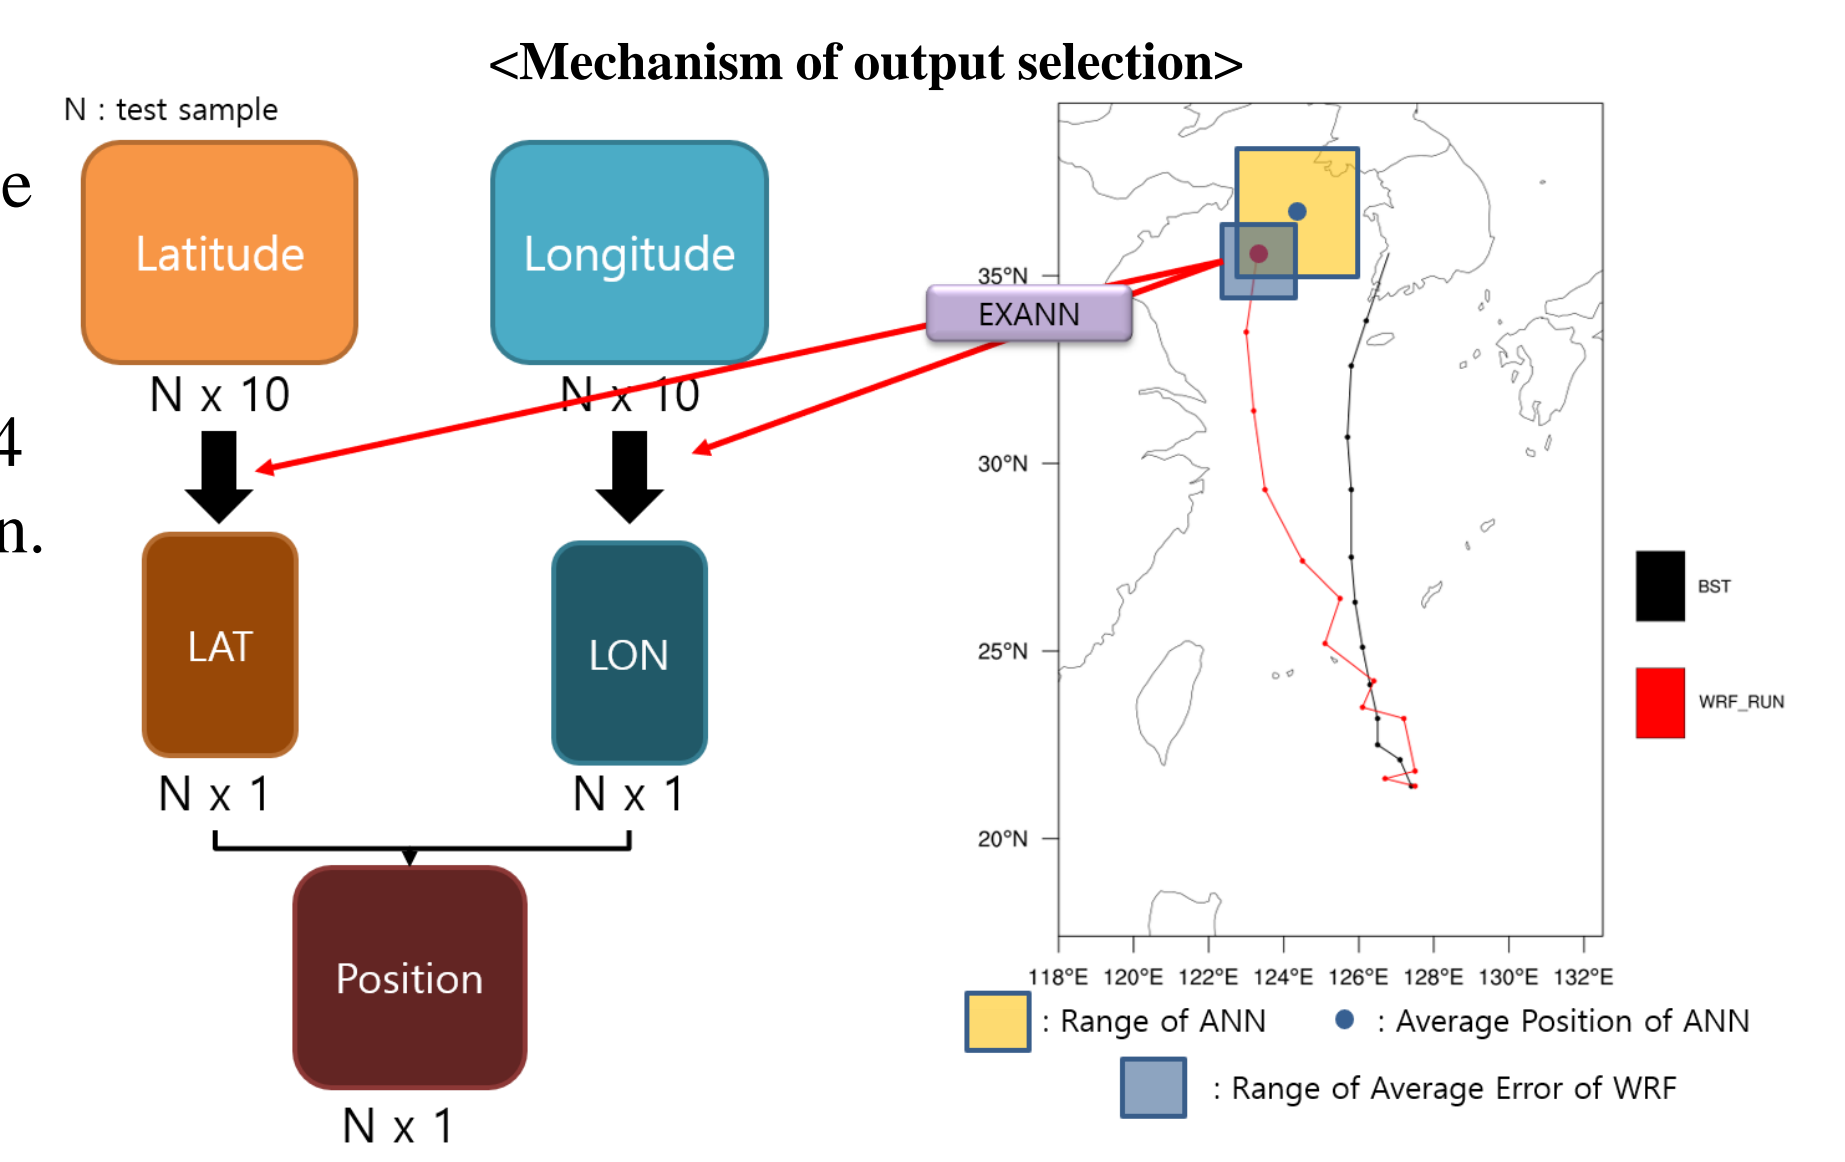 <Mechanism of output selection>
N : test sample
e
4
n.
Latitude
Longitude
N x 10
N x 10
EXANN
LAT
LON
N x 1
N x 1
Position
N x 1
35°N
30°N
25°N
20°N
118°E 120°E 122°E 124°E 126°E 128°E 130°E 132°E
BST
WRF_RUN
: Range of ANN
: Average Position of ANN
: Range of Average Error of WRF